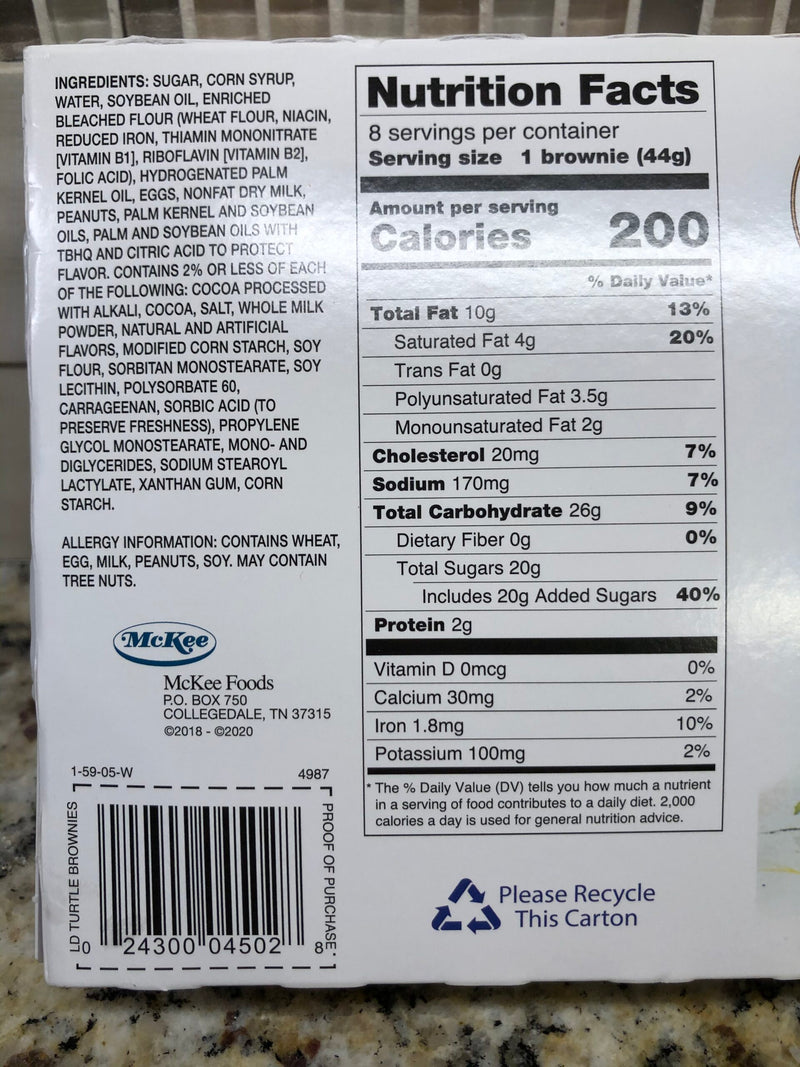 INGREDIENTS: SUGAR, CORN SYRUP,
WATER, SOYBEAN OIL, ENRICHED
BLEACHED FLOUR (WHEAT FLOUR, NIACIN,
REDUCED IRON, THIAMIN MONONITRATE
[VITAMIN B1], RIBOFLAVIN [VITAMIN B2],
FOLIC ACID), HYDROGENATED PALM
KERNEL OIL, EGGS, NONFAT DRY MILK,
PEANUTS, PALM KERNEL AND SOYBEAN
OILS, PALM AND SOYBEAN OILS WITH
TBHQ AND CITRIC ACID TO PROTECT
FLAVOR. CONTAINS 2% OR LESS OF EACH
OF THE FOLLOWING: COCOA PROCESSED
WITH ALKALI, COCOA, SALT, WHOLE MILK
POWDER, NATURAL AND ARTIFICIAL
FLAVORS, MODIFIED CORN STARCH, SOY
FLOUR, SORBITAN MONOSTEARATE, SOY
LECITHIN, POLYSORBATE 60,
CARRAGEENAN, SORBIC ACID (TO
PRESERVE FRESHNESS), PROPYLENE
GLYCOL MONOSTEARATE, MONO- AND
DIGLYCERIDES, SODIUM STEAROYL
LACTYLATE, XANTHAN GUM, CORN
STARCH.
ALLERGY INFORMATION: CONTAINS WHEAT,
EGG, MILK, PEANUTS, SOY. MAY CONTAIN
TREE NUTS.
McKee
McKee Foods
P.O. BOX 750
COLLEGEDALE, TN 37315
©2018 - ©2020
1-59-05-W 4987
LD TURTLE BROWNIES
PROOF OF PURCHASE*
0 24300 04502 8
Nutrition Facts
8 servings per container
Serving size 1 brownie (44g)
Amount per serving
Calories 200
% Daily Value*
Total Fat 10g 13%
Saturated Fat 4g 20%
Trans Fat 0g
Polyunsaturated Fat 3.5g
Monounsaturated Fat 2g
Cholesterol 20mg 7%
Sodium 170mg 7%
Total Carbohydrate 26g 9%
Dietary Fiber 0g 0%
Total Sugars 20g
Includes 20g Added Sugars 40%
Protein 2g
Vitamin D 0mcg 0%
Calcium 30mg 2%
Iron 1.8mg 10%
Potassium 100mg 2%
* The % Daily Value (DV) tells you how much a nutrient
in a serving of food contributes to a daily diet. 2,000
calories a day is used for general nutrition advice.
Please Recycle
This Carton